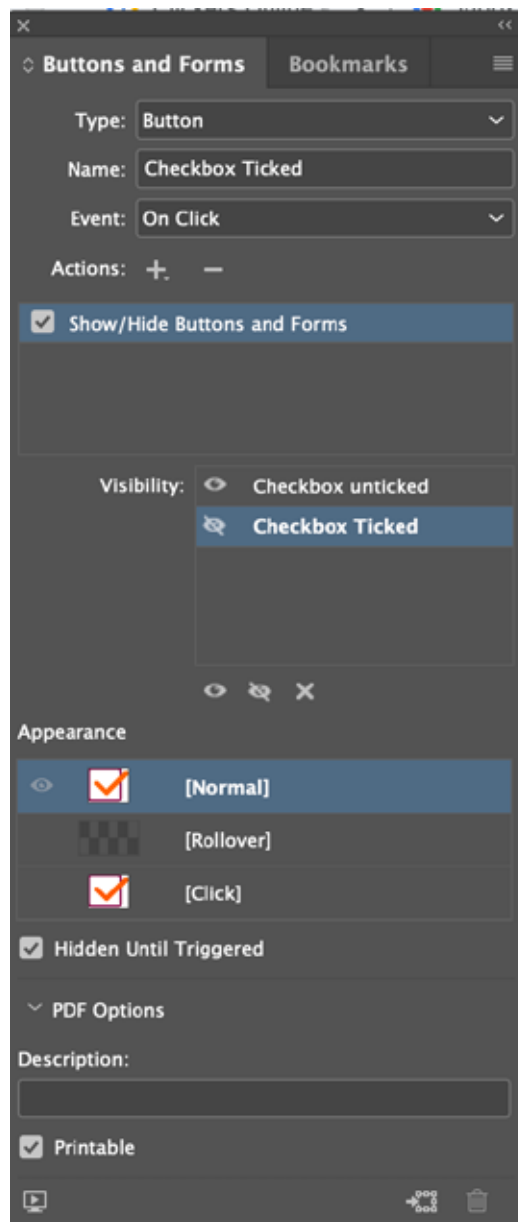 Buttons and Forms Bookmarks
Type: Button
Name: Checkbox Ticked
Event: On Click
Actions:
Show/Hide Buttons and Forms
Visibility: Checkbox unticked
Checkbox Ticked
Appearance
[Normal]
[Rollover]
[Click]
Hidden Until Triggered
PDF Options
Description:
Printable